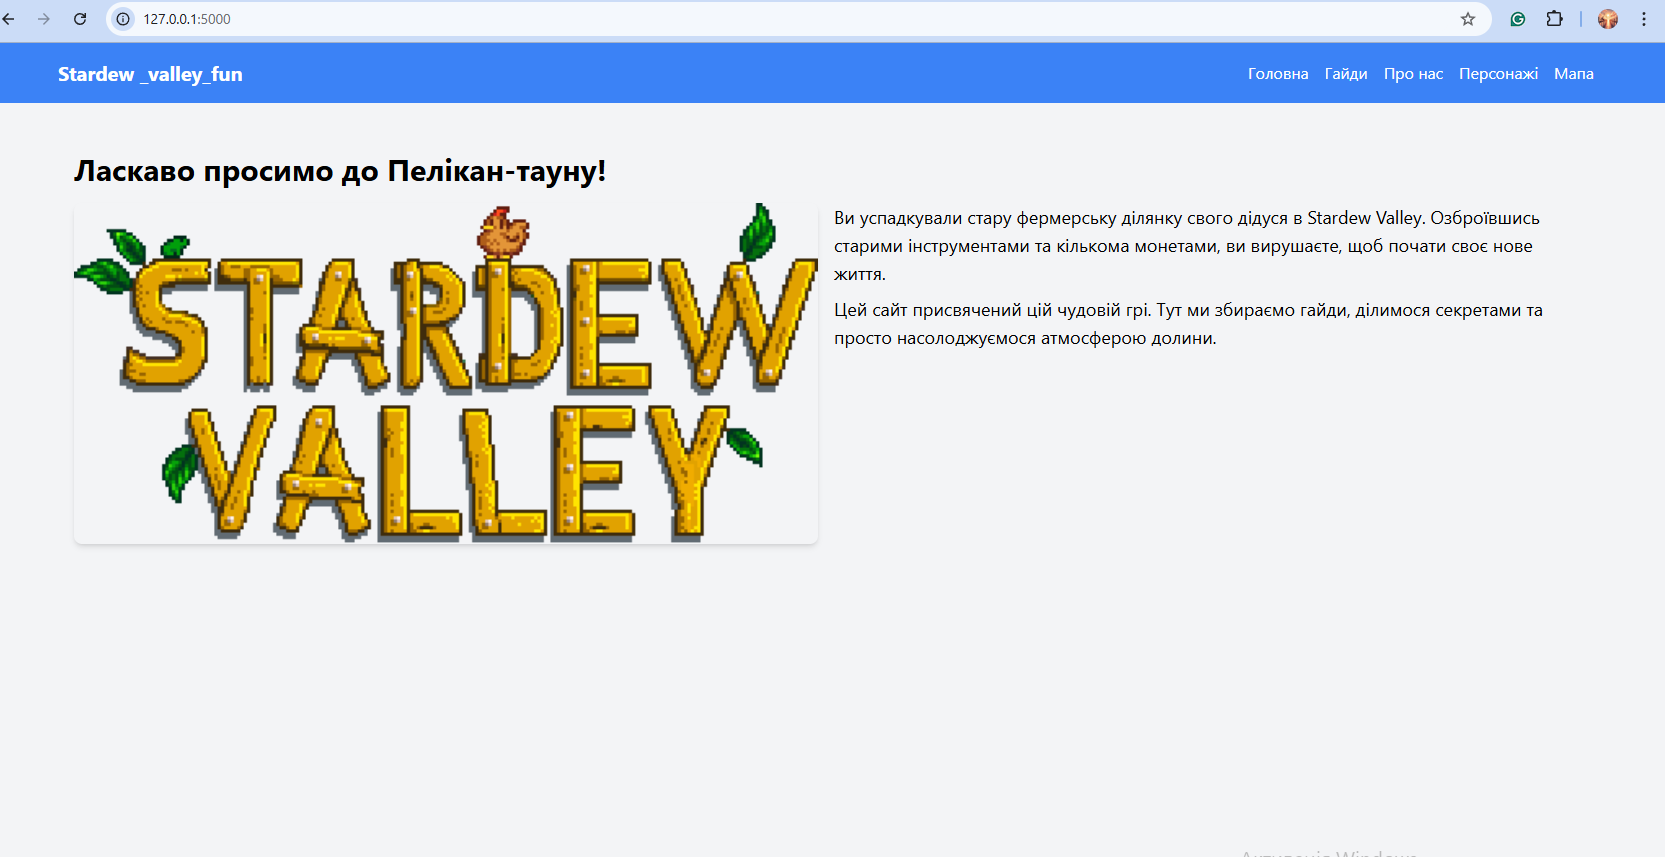 127.0.0.1:5000
Stardew _valley_fun
Головна Гайди Про нас Персонажі Мапа
Ласкаво просимо до Пелікан-тауну!
STARDEW
VALLEY
Ви успадкували стару фермерську ділянку свого дідуся в Stardew Valley. Озброївшись
старими інструментами та кількома монетами, ви вирушаєте, щоб почати своє нове
життя.
Цей сайт присвячений цій чудовій грі. Тут ми збираємо гайди, ділимося секретами та
просто насолоджуємося атмосферою долини.